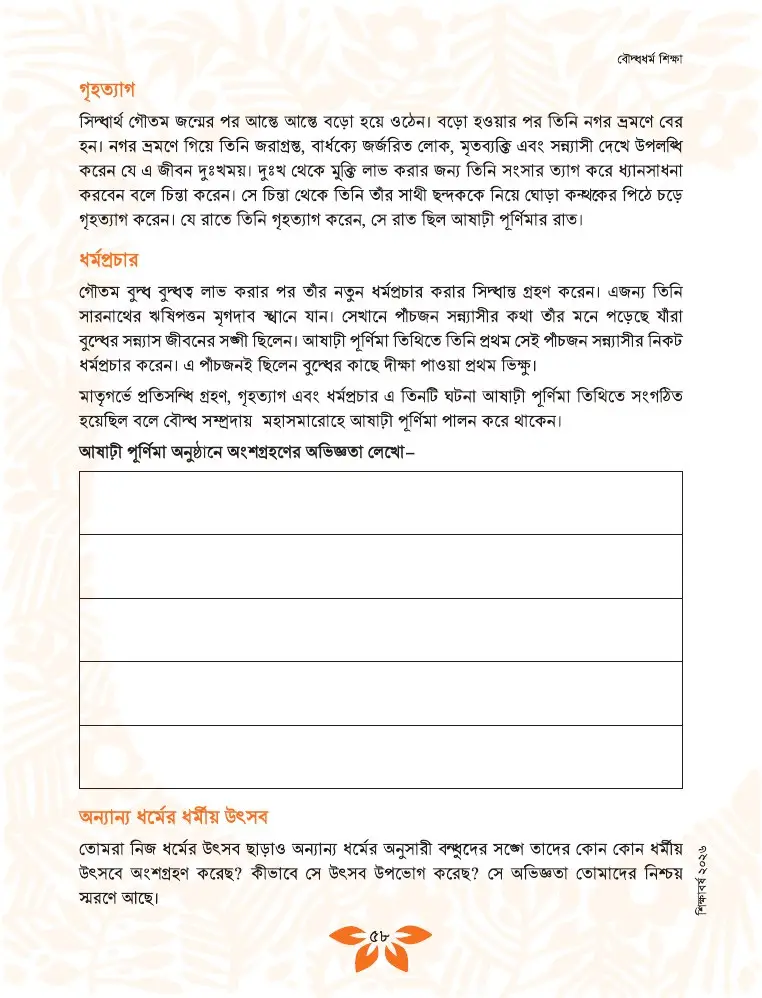 বৌদ্ধধর্ম শিক্ষা
গৃহত্যাগ
সিদ্ধার্থ গৌতম জন্মের পর আস্তে আস্তে বড়ো হয়ে ওঠেন। বড়ো হওয়ার পর তিনি নগর ভ্রমণে বের
হন। নগর ভ্রমণে গিয়ে তিনি জরাগ্রস্ত, বার্ধক্যে জর্জরিত লোক, মৃতব্যক্তি এবং সন্ন্যাসী দেখে উপলব্ধি
করেন যে এ জীবন দুঃখময়। দুঃখ থেকে মুক্তি লাভ করার জন্য তিনি সংসার ত্যাগ করে ধ্যানসাধনা
করবেন বলে চিন্তা করেন। সে চিন্তা থেকে তিনি তাঁর সাথী ছন্দককে নিয়ে ঘোড়া কন্থকের পিঠে চড়ে
গৃহত্যাগ করেন। যে রাতে তিনি গৃহত্যাগ করেন, সে রাত ছিল আষাঢ়ী পূর্ণিমার রাত।
ধর্মপ্রচার
গৌতম বুদ্ধ বুদ্ধত্ব লাভ করার পর তাঁর নতুন ধর্মপ্রচার করার সিদ্ধান্ত গ্রহণ করেন। এজন্য তিনি
সারনাথের ঋষিপত্তন মৃগদাব স্থানে যান। সেখানে পাঁচজন সন্ন্যাসীর কথা তাঁর মনে পড়েছে যাঁরা
বুদ্ধের সন্ন্যাস জীবনের সঙ্গী ছিলেন। আষাঢ়ী পূর্ণিমা তিথিতে তিনি প্রথম সেই পাঁচজন সন্ন্যাসীর নিকট
ধর্মপ্রচার করেন। এ পাঁচজনই ছিলেন বুদ্ধের কাছে দীক্ষা পাওয়া প্রথম ভিক্ষু।
মাতৃগর্ভে প্রতিসন্ধি গ্রহণ, গৃহত্যাগ এবং ধর্মপ্রচার এ তিনটি ঘটনা আষাঢ়ী পূর্ণিমা তিথিতে সংগঠিত
হয়েছিল বলে বৌদ্ধ সম্প্রদায় মহাসমারোহে আষাঢ়ী পূর্ণিমা পালন করে থাকেন।
আষাঢ়ী পূর্ণিমা অনুষ্ঠানে অংশগ্রহণের অভিজ্ঞতা লেখো–
অন্যান্য ধর্মের ধর্মীয় উৎসব
তোমরা নিজ ধর্মের উৎসব ছাড়াও অন্যান্য ধর্মের অনুসারী বন্ধুদের সঙ্গে তাদের কোন কোন ধর্মীয়
উৎসবে অংশগ্রহণ করেছ? কীভাবে সে উৎসব উপভোগ করেছ? সে অভিজ্ঞতা তোমাদের নিশ্চয়
স্মরণে আছে।
শিক্ষাবর্ষ ২০২৬
৫৮